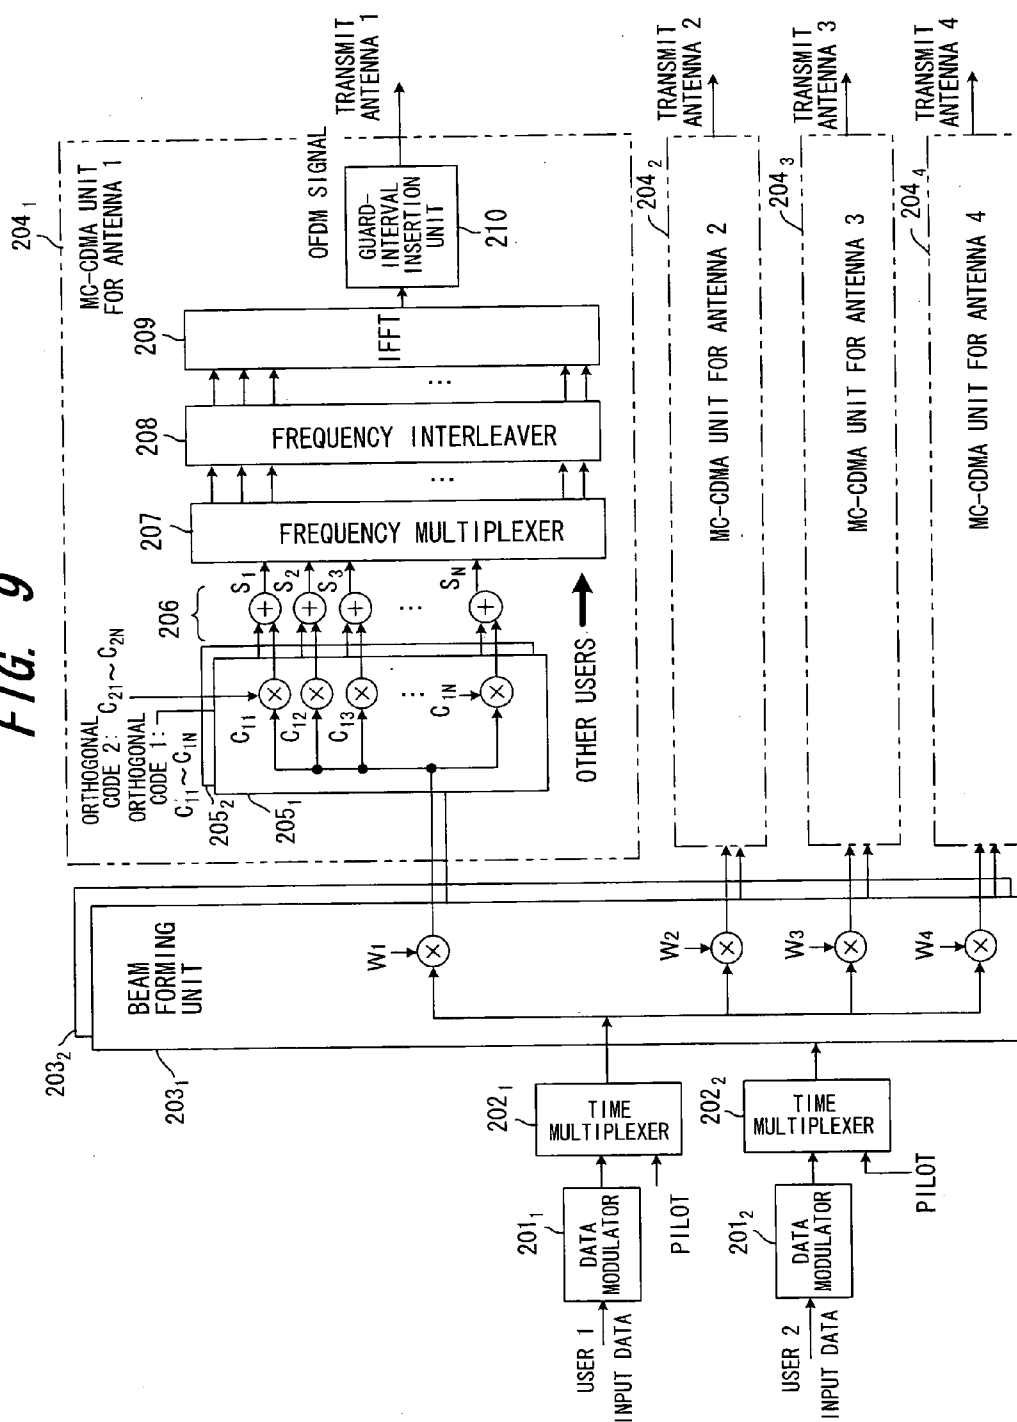 FIG. 9
USER 1
INPUT DATA
201₁
DATA
MODULATOR
PILOT
202₁
TIME
MULTIPLEXER
USER 2
INPUT DATA
201₂
DATA
MODULATOR
PILOT
202₂
TIME
MULTIPLEXER
203₂
203₁
BEAM
FORMING
UNIT
W1
W2
W3
W4
204₁
MC-CDMA UNIT
FOR ANTENNA 1
ORTHOGONAL
CODE 2: C₂₁~C₂N
ORTHOGONAL
CODE 1:
C₁₁~C₁N
205₂
205₁
C₁₁
C₁₂
C₁₃
...
C₁N
206
S₁
S₂
S₃
...
SN
OTHER USERS
207
FREQUENCY MULTIPLEXER
...
208
FREQUENCY INTERLEAVER
...
209
IFFT
OFDM SIGNAL
GUARD-
INTERVAL
INSERTION
UNIT
210
TRANSMIT
ANTENNA 1
204₂
MC-CDMA UNIT FOR ANTENNA 2
TRANSMIT
ANTENNA 2
204₃
MC-CDMA UNIT FOR ANTENNA 3
TRANSMIT
ANTENNA 3
204₄
MC-CDMA UNIT FOR ANTENNA 4
TRANSMIT
ANTENNA 4